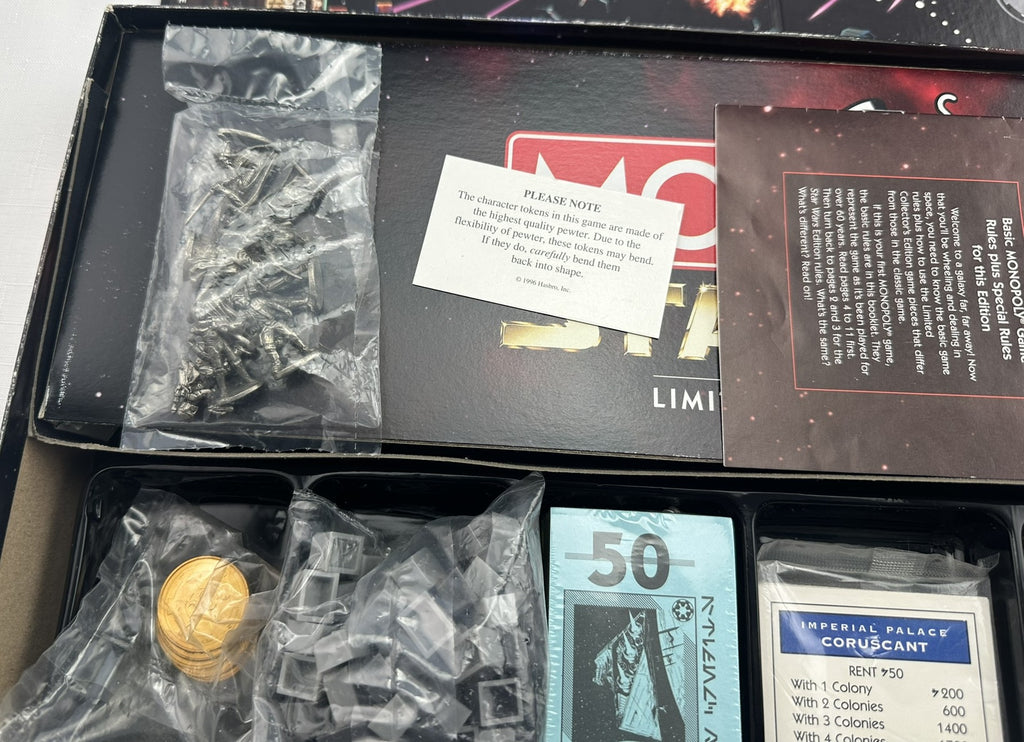 PLEASE NOTE
The character tokens in this game are made of
the highest quality pewter. Due to the
flexibility of pewter, these tokens may bend.
If they do, carefully bend them
back into shape.
© 1996 Hasbro, Inc.
MO
STA
LIMI
Basic MONOPOLY® Game
Rules plus Special Rules
for this Edition
Welcome to a galaxy far, far away! Now
that you'll be wheeling and dealing in
space, you need to know the basic game
rules plus how to use the Limited
Collector's Edition game pieces that differ
from those in the classic game.
If this is your first MONOPOLY® game,
the basic rules are in this booklet. They
represent the game as it's been played for
over 60 years. Read pages 4 to 11 first.
Then turn back to pages 2 and 3 for the
Star Wars Edition rules. What's the same?
What's different? Read on!
50
IMPERIAL PALACE
CORUSCANT
RENT 50
With 1 Colony 200
With 2 Colonies 600
With 3 Colonies 1400
With 4 Colonies